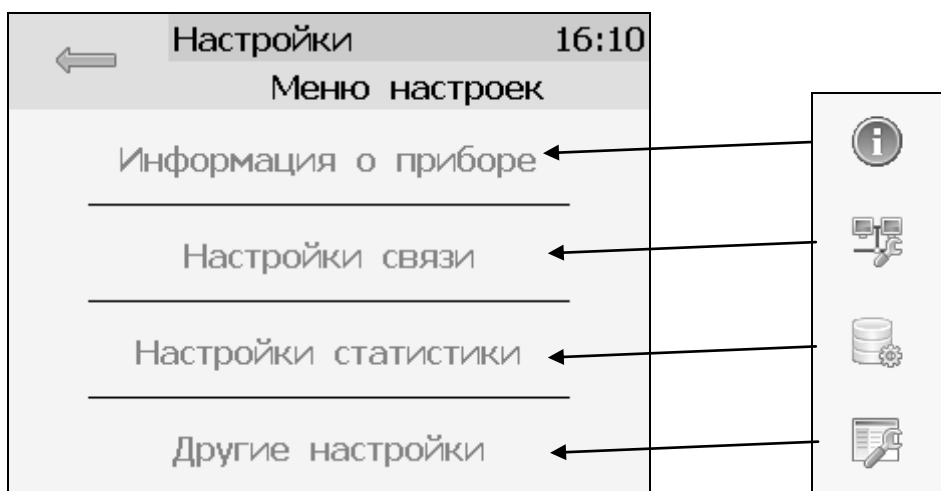 Настройки 16:10
Меню настроек
Информация о приборе
Настройки связи
Настройки статистики
Другие настройки